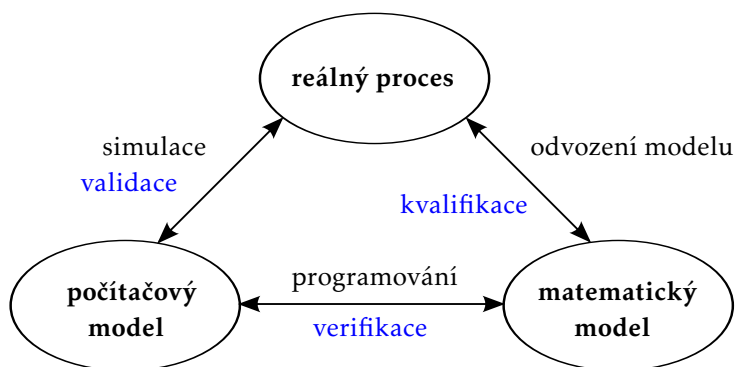 reálný proces
simulace
validace
odvození modelu
kvalifikace
počítačový
model
programování
verifikace
matematický
model